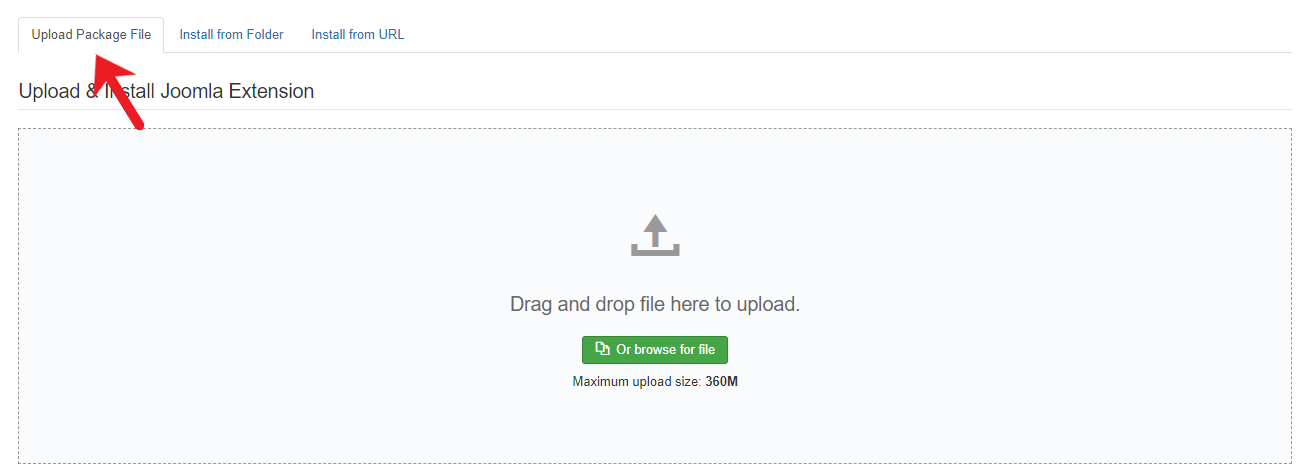 Upload Package File Install from Folder Install from URL
Upload & Install Joomla Extension
Drag and drop file here to upload.
Or browse for file
Maximum upload size: 360M